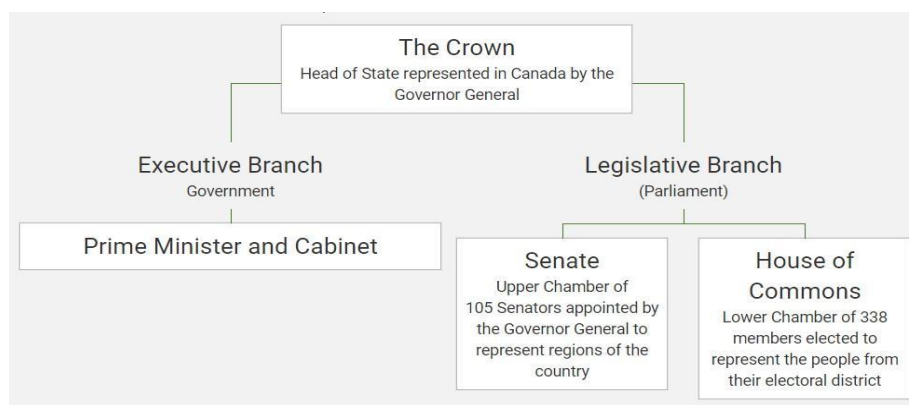 The Crown
Head of State represented in Canada by the
Governor General
Executive Branch
Government
Prime Minister and Cabinet
Legislative Branch
(Parliament)
Senate
Upper Chamber of
105 Senators appointed by
the Governor General to
represent regions of the
country
House of
Commons
Lower Chamber of 338
members elected to
represent the people from
their electoral district